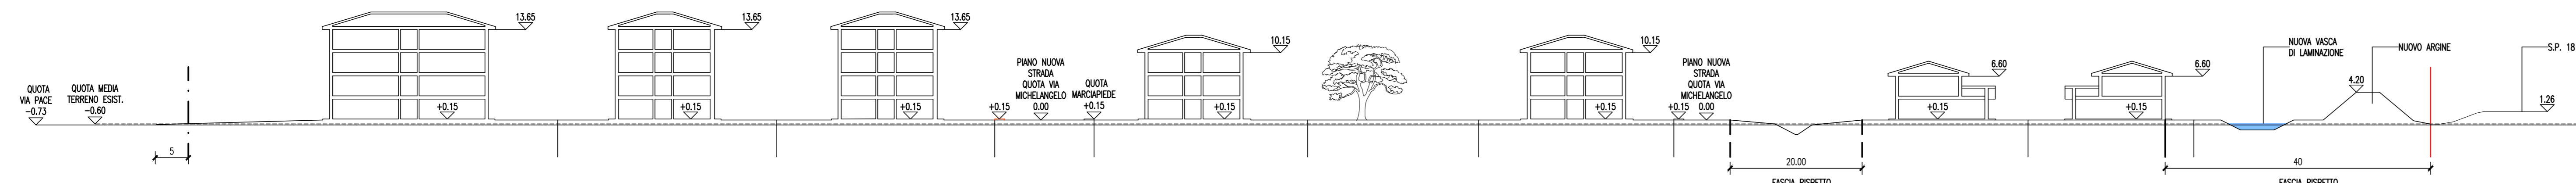 QUOTA
VIA PACE
-0.73
QUOTA MEDIA
TERRENO ESIST.
-0.60
5
13.65
+0.15
13.65
+0.15
13.65
+0.15
+0.15
PIANO NUOVA
STRADA
QUOTA VIA
MICHELANGELO
0.00
QUOTA
MARCIAPIEDE
+0.15
10.15
+0.15
10.15
+0.15
+0.15
PIANO NUOVA
STRADA
QUOTA VIA
MICHELANGELO
0.00
20.00
FASCIA RISPETTO
6.60
+0.15
6.60
+0.15
NUOVA VASCA
DI LAMINAZIONE
4.20
NUOVO ARGINE
40
FASCIA RISPETTO
S.P. 18
1.26